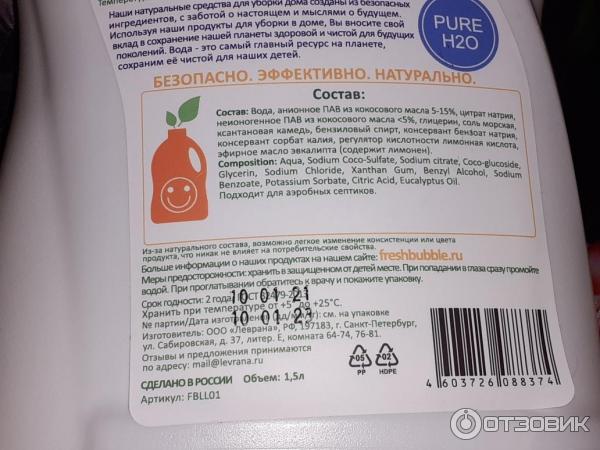 Наши натуральные средства для уборки дома созданы из безопасных
ингредиентов, с заботой о настоящем и мыслями о будущем.
Используя наши продукты для уборки в доме, Вы вносите свой
вклад в сохранение нашей планеты здоровой и чистой для будущих
поколений. Вода - это самый главный ресурс на планете,
сохраним её чистой для наших детей.
PURE
H2O
БЕЗОПАСНО. ЭФФЕКТИВНО. НАТУРАЛЬНО.
Состав:
Состав: Вода, анионное ПАВ из кокосового масла 5-15%, цитрат натрия,
неионогенное ПАВ из кокосового масла <5%, глицерин, соль морская,
ксантановая камедь, бензиловый спирт, консервант бензоат натрия,
консервант сорбат калия, регулятор кислотности лимонная кислота,
эфирное масло эвкалипта (содержит лимонен).
Composition: Aqua, Sodium Coco-Sulfate, Sodium citrate, Coco-glucoside,
Glycerin, Sodium Chloride, Xanthan Gum, Benzyl Alcohol, Sodium
Benzoate, Potassium Sorbate, Citric Acid, Eucalyptus Oil.
Подходит для аэробных септиков.
Из-за натурального состава, возможно легкое изменение консистенции или цвета
продукта, что никак не влияет на потребительские свойства.
Больше информации о наших продуктах на нашем сайте: freshbubble.ru
Меры предосторожности: хранить в защищенном от детей месте. При попадании в глаза сразу промойте
водой. При проглатывании обратитесь к врачу и покажите упаковку.
Срок годности: 2 года
10 01 21
Хранить при температуре от +5° до +25°C.
10 01 23
№ партии/Дата изготовления на упаковке
Изготовитель: ООО «Леврана», РФ, 197183, г. Санкт-Петербург,
ул. Сабировская, д. 37, литер. Е, комната 64-74, 76-81.
Отзывы и предложения принимаются
по адресу: mail@levrana.ru
СДЕЛАНО В РОССИИ Объем: 1,5л
Артикул: FBLL01
05
PP
02
HDPE
4 603726 088374
ОТЗОВИК